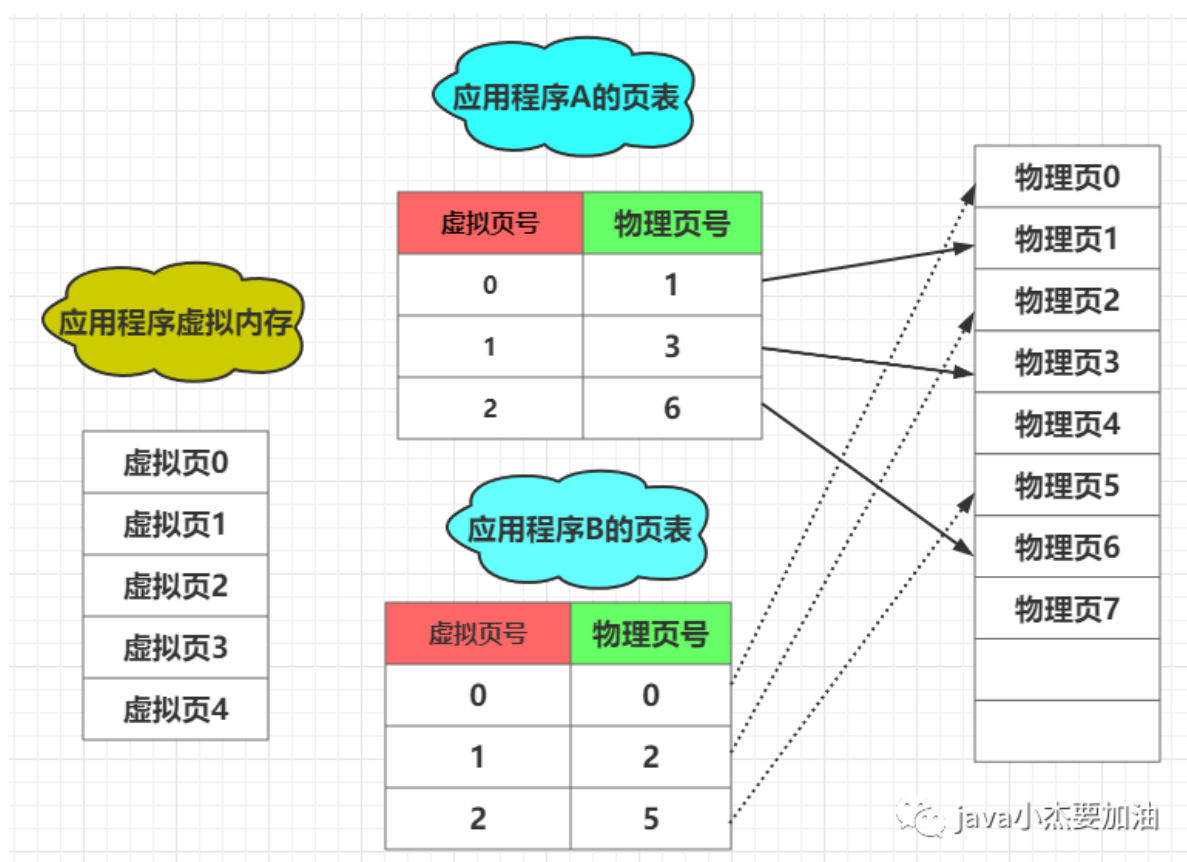 应用程序A的页表
虚拟页号 物理页号
0 1
1 3
2 6
应用程序虚拟内存
虚拟页0
虚拟页1
虚拟页2
虚拟页3
虚拟页4
应用程序B的页表
虚拟页号 物理页号
0 0
1 2
2 5
物理页0
物理页1
物理页2
物理页3
物理页4
物理页5
物理页6
物理页7
java小杰要加油